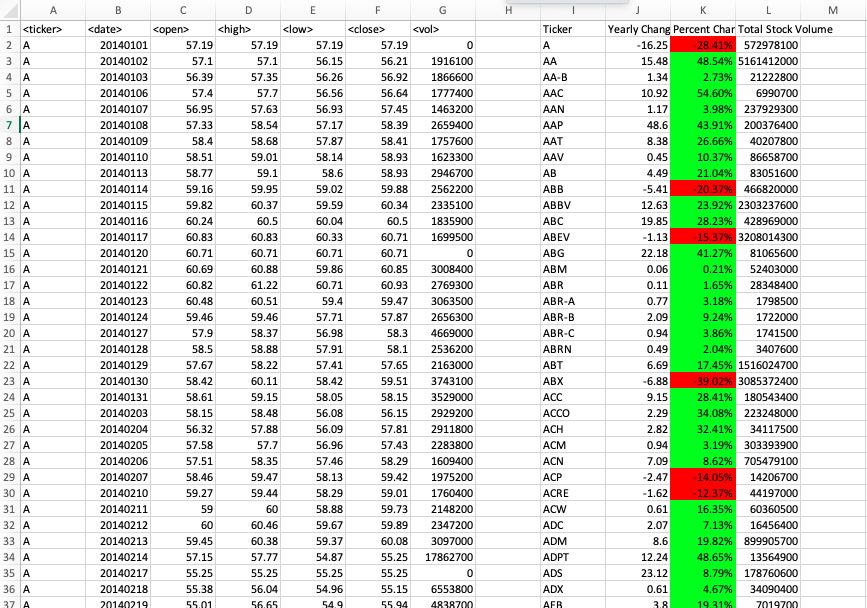 A B C D E F G H I J K L M
1 <ticker> <date> <open> <high> <low> <close> <vol> Ticker Yearly Chang Percent Char Total Stock Volume
2 A 20140101 57.19 57.19 57.19 57.19 0 A -16.25 -28.41% 572978100
3 A 20140102 57.1 57.1 56.15 56.21 1916100 AA 15.48 48.54% 5161412000
4 A 20140103 56.39 57.35 56.26 56.92 1866600 AA-B 1.34 2.73% 21222800
5 A 20140106 57.4 57.7 56.56 56.64 1777400 AAC 10.92 54.60% 6990700
6 A 20140107 56.95 57.63 56.93 57.45 1463200 AAN 1.17 3.98% 237929300
7 A 20140108 57.33 58.54 57.17 58.39 2659400 AAP 48.6 43.91% 200376400
8 A 20140109 58.4 58.68 57.87 58.41 1757600 AAT 8.38 26.66% 40207800
9 A 20140110 58.51 59.01 58.14 58.93 1623300 AAV 0.45 10.37% 86658700
10 A 20140113 58.77 59.1 58.6 58.93 2946700 AB 4.49 21.04% 83051600
11 A 20140114 59.16 59.95 59.02 59.88 2562200 ABB -5.41 -20.37% 466820000
12 A 20140115 59.82 60.37 59.59 60.34 2335100 ABBV 12.63 23.92% 2303237600
13 A 20140116 60.24 60.5 60.04 60.5 1835900 ABC 19.85 28.23% 428969000
14 A 20140117 60.83 60.83 60.33 60.71 1699500 ABEV -1.13 -15.37% 3208014300
15 A 20140120 60.71 60.71 60.71 60.71 0 ABG 22.18 41.27% 81065600
16 A 20140121 60.69 60.88 59.86 60.85 3008400 ABM 0.06 0.21% 52403000
17 A 20140122 60.82 61.22 60.71 60.93 2769300 ABR 0.11 1.65% 28348400
18 A 20140123 60.48 60.51 59.4 59.47 3063500 ABR-A 0.77 3.18% 1798500
19 A 20140124 59.46 59.46 57.71 57.87 2656300 ABR-B 2.09 9.24% 1722000
20 A 20140127 57.9 58.37 56.98 58.3 4669000 ABR-C 0.94 3.86% 1741500
21 A 20140128 58.5 58.88 57.91 58.1 2536200 ABRN 0.49 2.04% 3407600
22 A 20140129 57.67 58.22 57.41 57.65 2163000 ABT 6.69 17.45% 1516024700
23 A 20140130 58.42 60.11 58.42 59.51 3743100 ABX -6.88 -39.02% 3085372400
24 A 20140131 58.61 59.15 58.05 58.15 3529000 ACC 9.15 28.41% 180543400
25 A 20140203 58.15 58.48 56.08 56.15 2929200 ACCO 2.29 34.08% 223248000
26 A 20140204 56.32 57.88 56.09 57.81 2911800 ACH 2.82 32.41% 34117500
27 A 20140205 57.58 57.7 56.96 57.43 2283800 ACM 0.94 3.19% 303393900
28 A 20140206 57.51 58.35 57.46 58.29 1609400 ACN 7.09 8.62% 705479100
29 A 20140207 58.46 59.47 58.13 59.42 1975200 ACP -2.47 -14.05% 14206700
30 A 20140210 59.27 59.44 58.29 59.01 1760400 ACRE -1.62 -12.37% 44197000
31 A 20140211 59 60 58.88 59.73 2148200 ACW 0.61 16.35% 60360500
32 A 20140212 60 60.46 59.67 59.89 2347200 ADC 2.07 7.13% 16456400
33 A 20140213 59.45 60.38 59.37 60.08 3097000 ADM 8.6 19.82% 899905700
34 A 20140214 57.15 57.77 54.87 55.25 17862700 ADPT 12.24 48.65% 13564900
35 A 20140217 55.25 55.25 55.25 55.25 0 ADS 23.12 8.79% 178760600
36 A 20140218 55.38 56.04 54.96 55.15 6553800 ADX 0.61 4.67% 34090400
37 A 20140219 55.01 56.65 54.9 55.94 4838700 AEB 3.8 19.31% 7019700